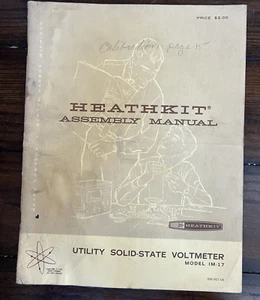 PRICE $2.00
Calibration page 15
HEATHKIT®
ASSEMBLY MANUAL
HEATHKIT
UTILITY SOLID-STATE VOLTMETER
MODEL IM-17